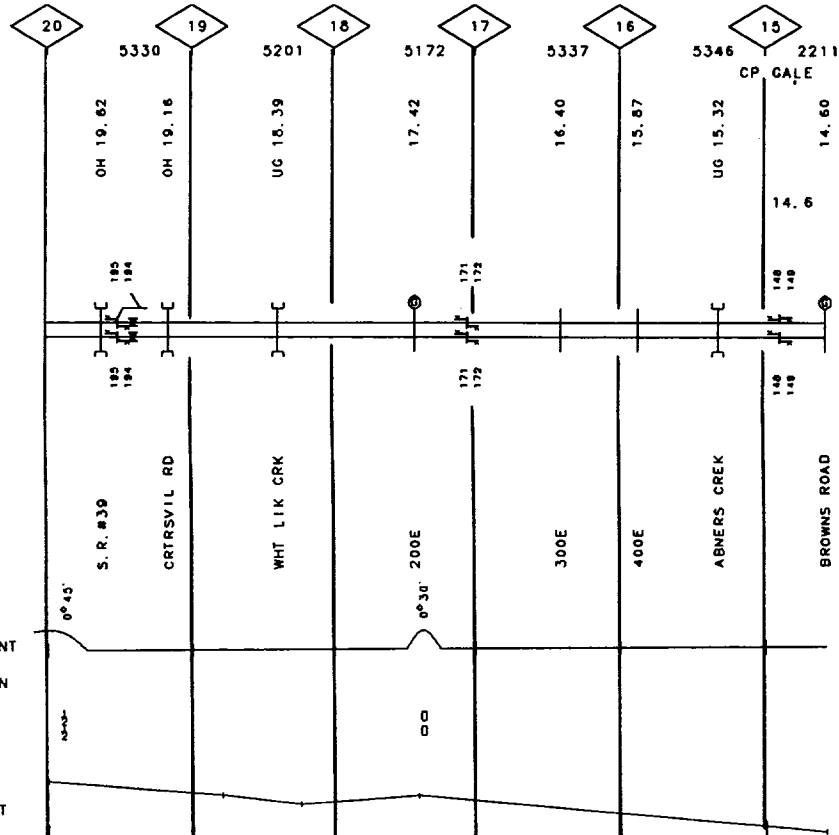 20 19 18 17 16 15
5330 5201 5172 5337 5346 2211
CP GALE
OH 19.62
OH 19.16
UG 18.39
17.42
16.40
15.87
UG 15.32
14.60
14.6
195
194
171
172
148
149
195
194
171
172
148
149
S.R. #39
CRTRSVIL RD
WHT LIK CRK
200E
300E
400E
ABNERS CREK
BROWNS ROAD
0° 45'
0° 30'
NT
N
0
0
T